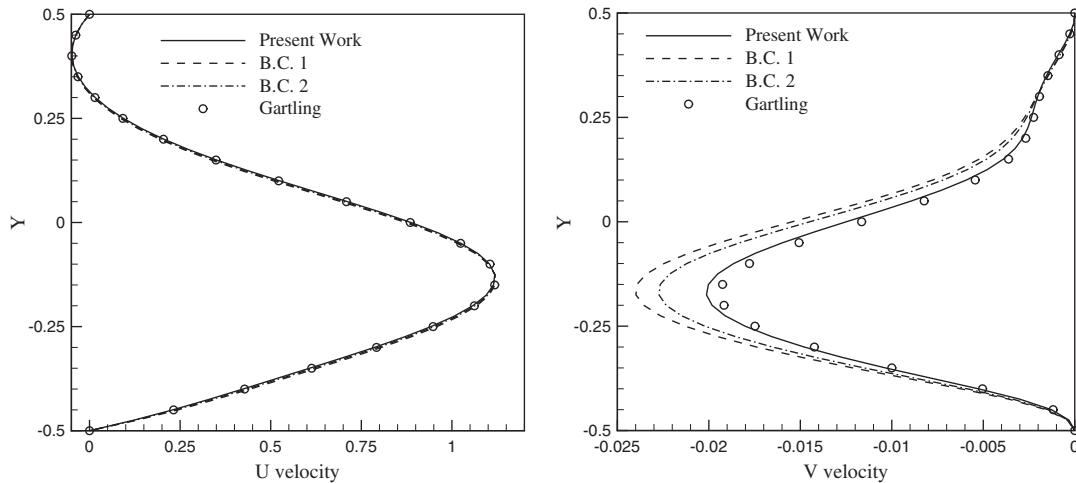 0.5
0.25
0
-0.25
-0.5
Y
0
0.25
0.5
0.75
1
U velocity
Present Work
B.C. 1
B.C. 2
Gartling
0.5
0.25
0
-0.25
-0.5
Y
-0.025
-0.02
-0.015
-0.01
-0.005
0
V velocity
Present Work
B.C. 1
B.C. 2
Gartling